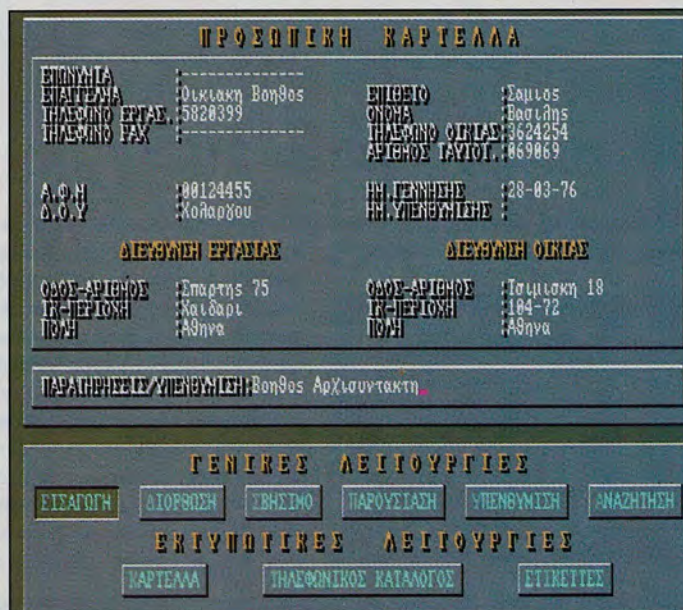 ΠΡΟΣΩΠΙΚΗ ΚΑΡΤΕΛΛΑ
ΕΠΩΝΥΜΙΑ :--------------
ΕΠΑΓΓΕΛΜΑ :Οικιακη Βοηθος
ΤΗΛΕΦΩΝΟ ΕΡΓΑΣ.:5820399
ΤΗΛΕΦΩΝΟ FAX :--------------
ΕΠΙΘΕΤΟ :Σαμιος
ΟΝΟΜΑ :Βασιλης
ΤΗΛΕΦΩΝΟ ΟΙΚΙΑΣ:3624254
ΑΡΙΘΜΟΣ ΤΑΥΤΟΤ.:069069
Α.Φ.Μ :00124455
Δ.Ο.Υ :Χολαργου
ΗΜ.ΓΕΝΝΗΣΗΣ :28-03-76
ΗΜ.ΥΠΕΝΘΥΜΙΣΗΣ :
ΔΙΕΥΘΥΝΣΗ ΕΡΓΑΣΙΑΣ
ΟΔΟΣ-ΑΡΙΘΜΟΣ :Σπαρτης 75
ΤΚ-ΠΕΡΙΟΧΗ :Χαιδαρι
ΠΟΛΗ :Αθηνα
ΔΙΕΥΘΥΝΣΗ ΟΙΚΙΑΣ
ΟΔΟΣ-ΑΡΙΘΜΟΣ :Τσιμισκη 18
ΤΚ-ΠΕΡΙΟΧΗ :104-72
ΠΟΛΗ :Αθηνα
ΠΑΡΑΤΗΡΗΣΕΙΣ/ΥΠΕΝΘΥΜΙΣΗ:Βοηθος Αρχισυντακτη
ΓΕΝΙΚΕΣ ΛΕΙΤΟΥΡΓΙΕΣ
ΕΙΣΑΓΩΓΗ ΔΙΟΡΘΩΣΗ ΣΒΗΣΙΜΟ ΠΑΡΟΥΣΙΑΣΗ ΥΠΕΝΘΥΜΙΣΗ ΑΝΑΖΗΤΗΣΗ
ΕΚΤΥΠΩΤΙΚΕΣ ΛΕΙΤΟΥΡΓΙΕΣ
ΚΑΡΤΕΛΛΑ ΤΗΛΕΦΩΝΙΚΟΣ ΚΑΤΑΛΟΓΟΣ ΕΤΙΚΕΤΤΕΣ